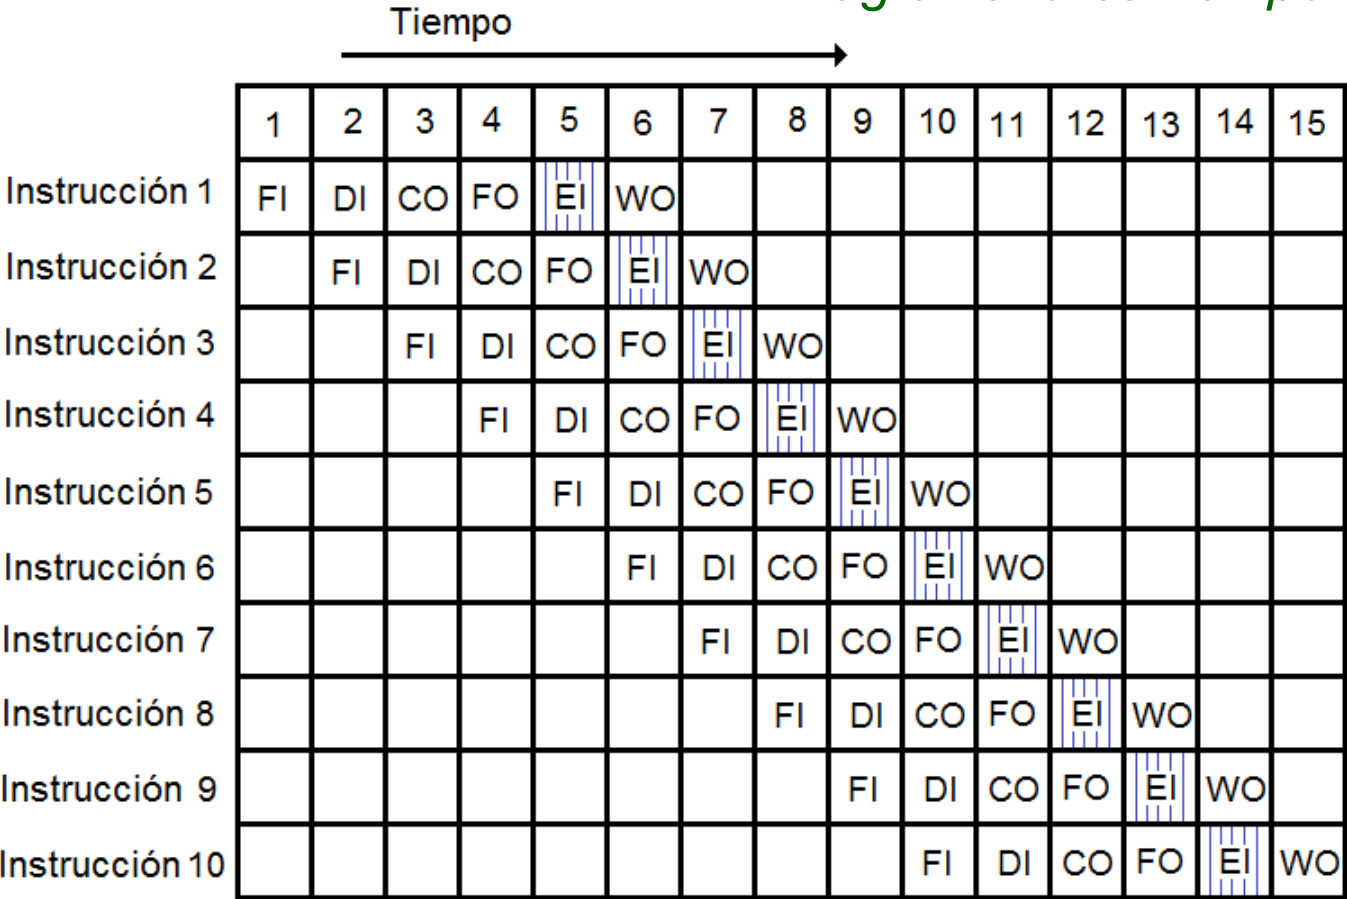 Tiempo
1 2 3 4 5 6 7 8 9 10 11 12 13 14 15
Instrucción 1 FI DI CO FO EI WO
Instrucción 2 FI DI CO FO EI WO
Instrucción 3 FI DI CO FO EI WO
Instrucción 4 FI DI CO FO EI WO
Instrucción 5 FI DI CO FO EI WO
Instrucción 6 FI DI CO FO EI WO
Instrucción 7 FI DI CO FO EI WO
Instrucción 8 FI DI CO FO EI WO
Instrucción 9 FI DI CO FO EI WO
Instrucción 10 FI DI CO FO EI WO